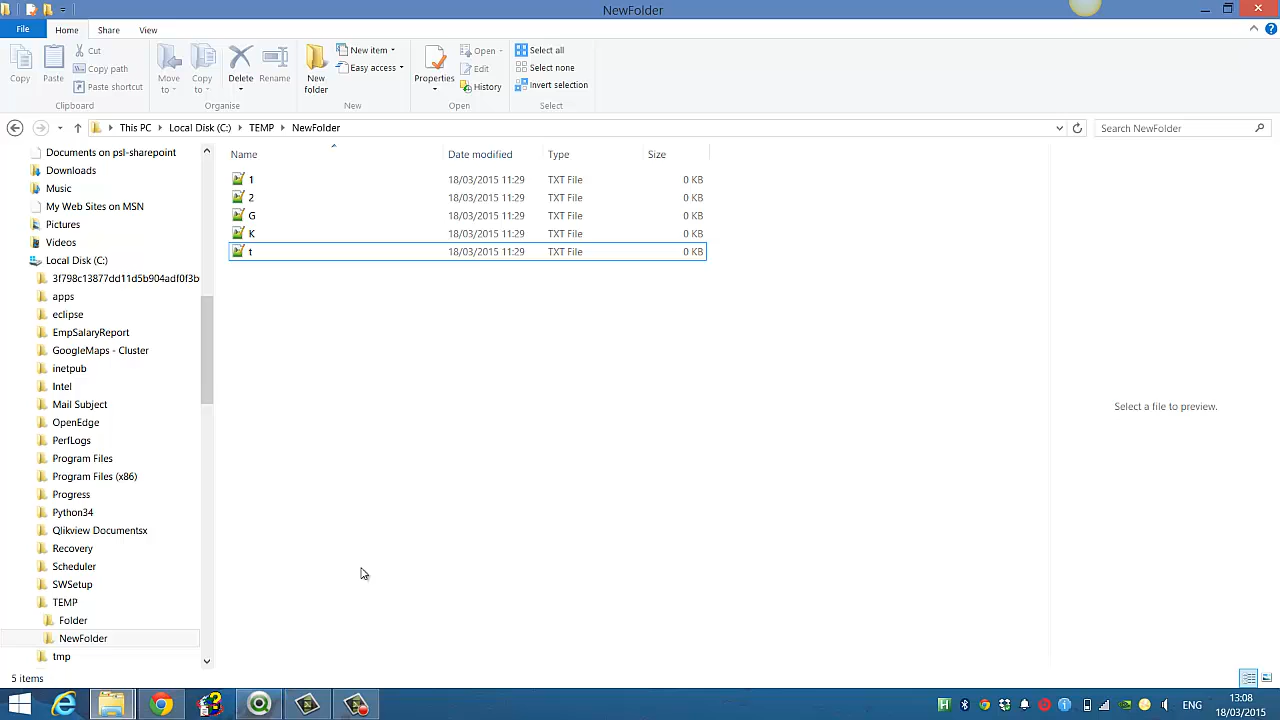 NewFolder
File Home Share View
Copy Paste Cut Copy path Paste shortcut Move to Copy to Delete Rename New folder New item Easy access Properties Open Edit History Select all Select none Invert selection
Clipboard Organise New Open Select
This PC Local Disk (C:) TEMP NewFolder Search NewFolder
Documents on psl-sharepoint
Downloads
Music
My Web Sites on MSN
Pictures
Videos
Local Disk (C:)
3f798c13877dd11d5b904adf0f3b
apps
eclipse
EmpSalaryReport
GoogleMaps - Cluster
inetpub
Intel
Mail Subject
OpenEdge
PerfLogs
Program Files
Program Files (x86)
Progress
Python34
Qlikview Documentsx
Recovery
Scheduler
SWSetup
TEMP
Folder
NewFolder
tmp
Name Date modified Type Size
1 18/03/2015 11:29 TXT File 0 KB
2 18/03/2015 11:29 TXT File 0 KB
G 18/03/2015 11:29 TXT File 0 KB
K 18/03/2015 11:29 TXT File 0 KB
t 18/03/2015 11:29 TXT File 0 KB
Select a file to preview.
5 items
ENG 13:08
18/03/2015